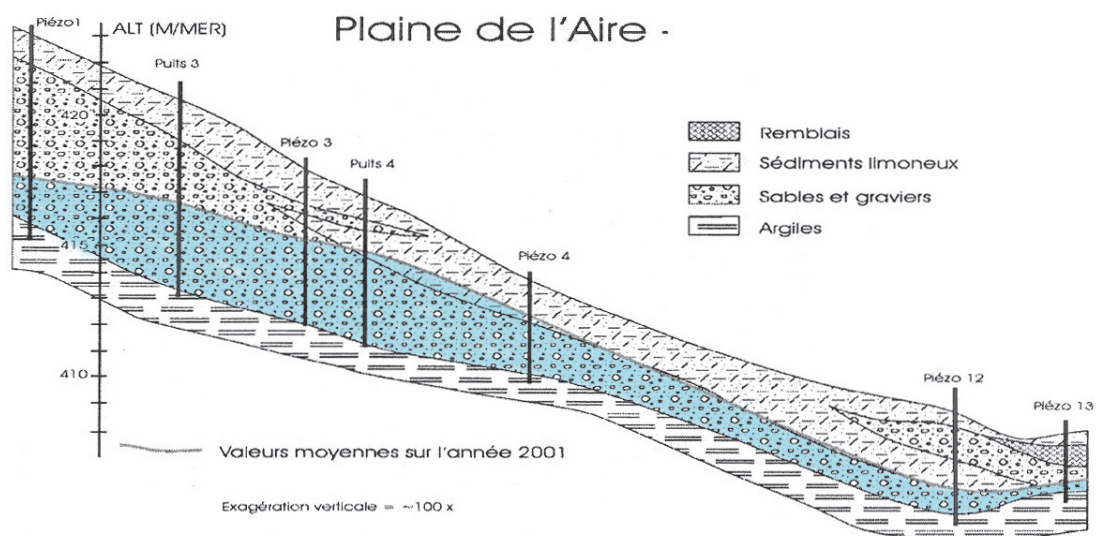 Plaine de l'Aire -
Piézo1
ALT (M/MER)
Puits 3
420
Piézo 3
Puits 4
415
Piézo 4
410
Piézo 12
Piézo 13
Remblais
Sédiments limoneux
Sables et graviers
Argiles
Valeurs moyennes sur l'année 2001
Exagération verticale = ~100 x